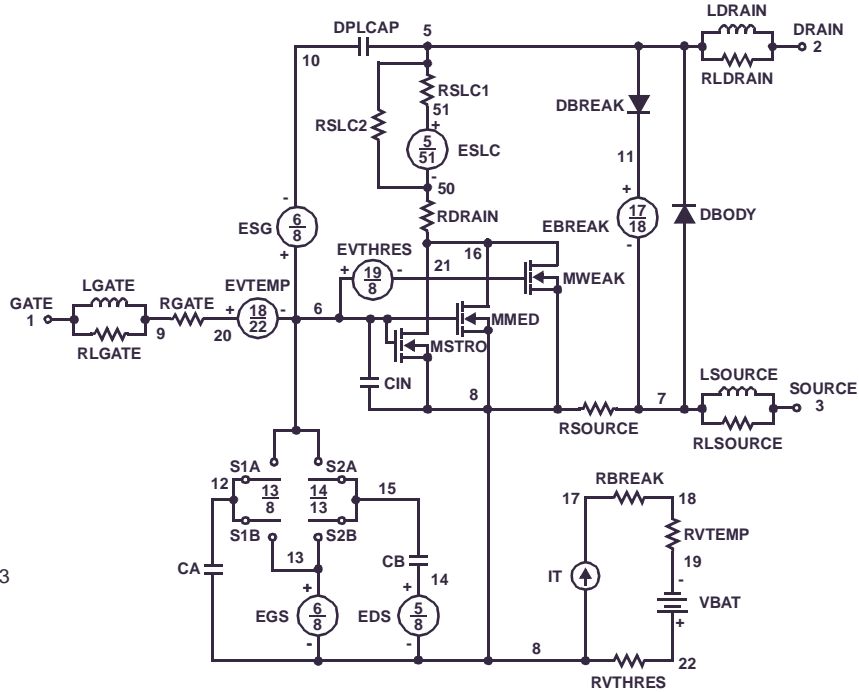 LDRAIN
DPLCAP 5 DRAIN
10 2
RLDRAIN
RSLC1
51
DBREAK
RSLC2
+
5
51
ESLC
-
50
11
-
6
8
ESG
+
RDRAIN
+
17
18
EBREAK
-
DBODY
EVTHRES
+ 19
8 -
16
21
MWEAK
LGATE
GATE
1
RLGATE
9
RGATE
20
EVTEMP
+ 18
22 -
6
MMED
MSTRO
CIN
8
RSOURCE
7
LSOURCE
SOURCE
3
RLSOURCE
S1A S2A
12
13
8
14
13
15
S1B S2B
13
CA
CB
14
+
EGS 6
8
-
+
EDS 5
8
-
3
RBREAK
17 18
RVTEMP
19
IT
-
VBAT
+
8
22
RVTHRES